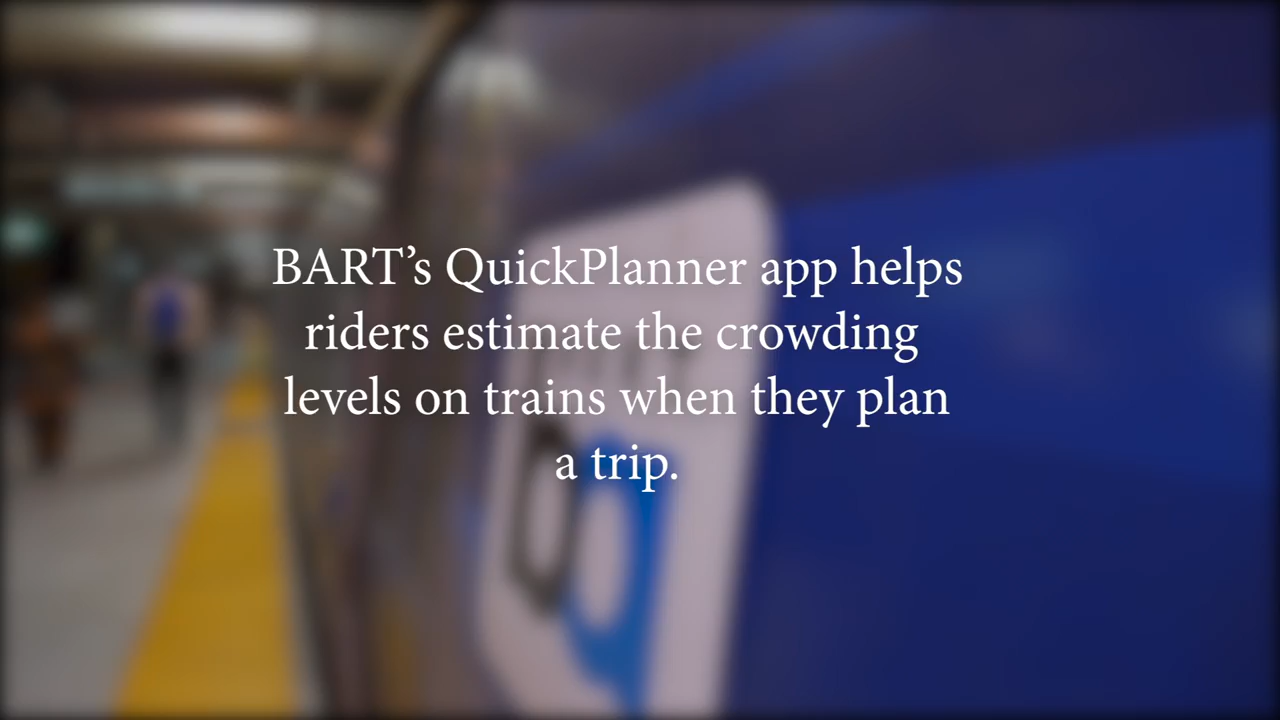 BART’s QuickPlanner app helps
riders estimate the crowding
levels on trains when they plan
a trip.